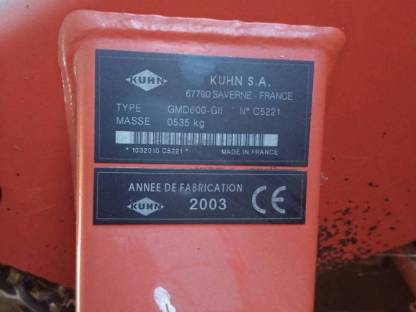 KUHN
KUHN S.A.
67700 SAVERNE - FRANCE
TYPE GMD600-GII N° C5221
MASSE 0535 kg
* 1032010 C5221 * MADE IN FRANCE
ANNEE DE FABRICATION
KUHN 2003 CE